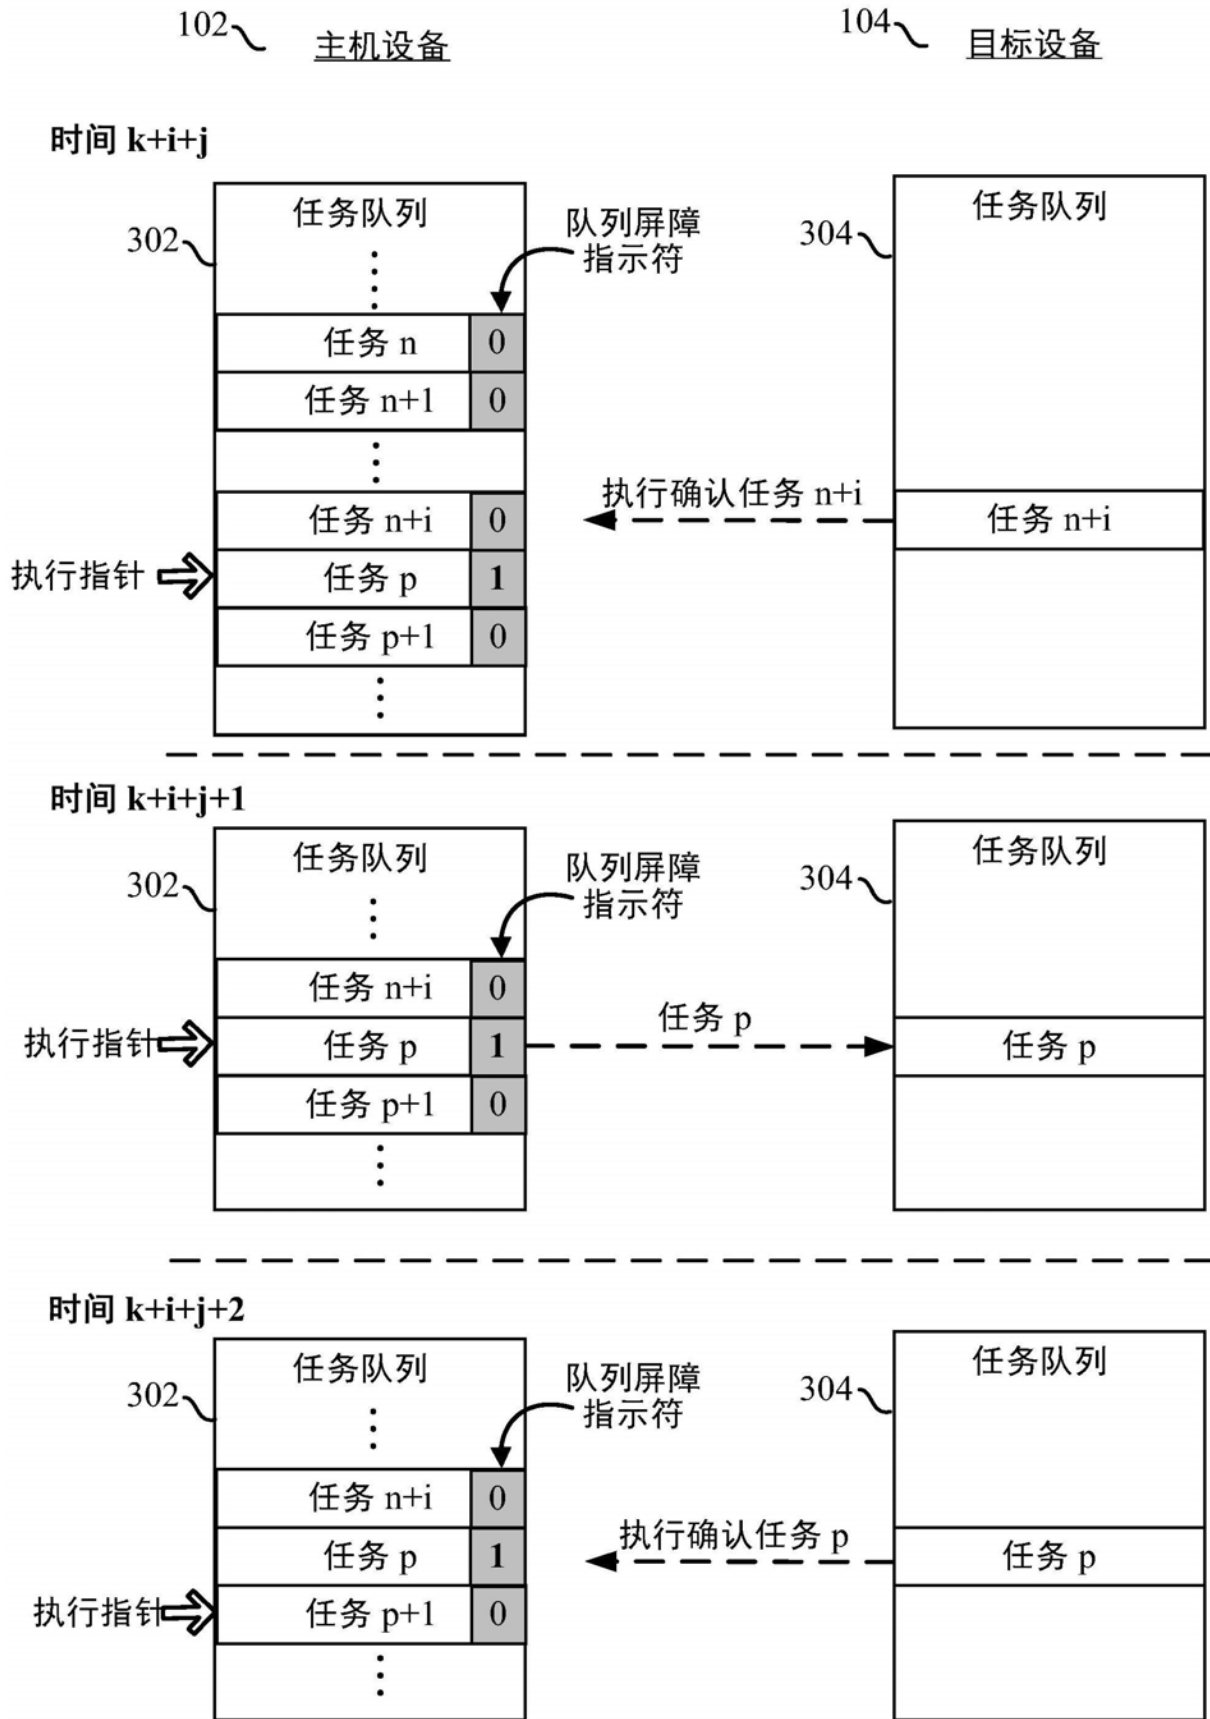 102 主机设备 104 目标设备
时间 k+i+j
任务队列 任务队列
302 队列屏障 304
指示符
任务 n 0
任务 n+1 0
执行确认任务 n+i
任务 n+i 0 任务 n+i
执行指针 任务 p 1
任务 p+1 0
时间 k+i+j+1
任务队列 任务队列
302 队列屏障 304
指示符
任务 n+i 0
任务 p
执行指针 任务 p 1 任务 p
任务 p+1 0
时间 k+i+j+2
任务队列 任务队列
302 队列屏障 304
指示符
任务 n+i 0
执行确认任务 p
任务 p 1 任务 p
执行指针 任务 p+1 0